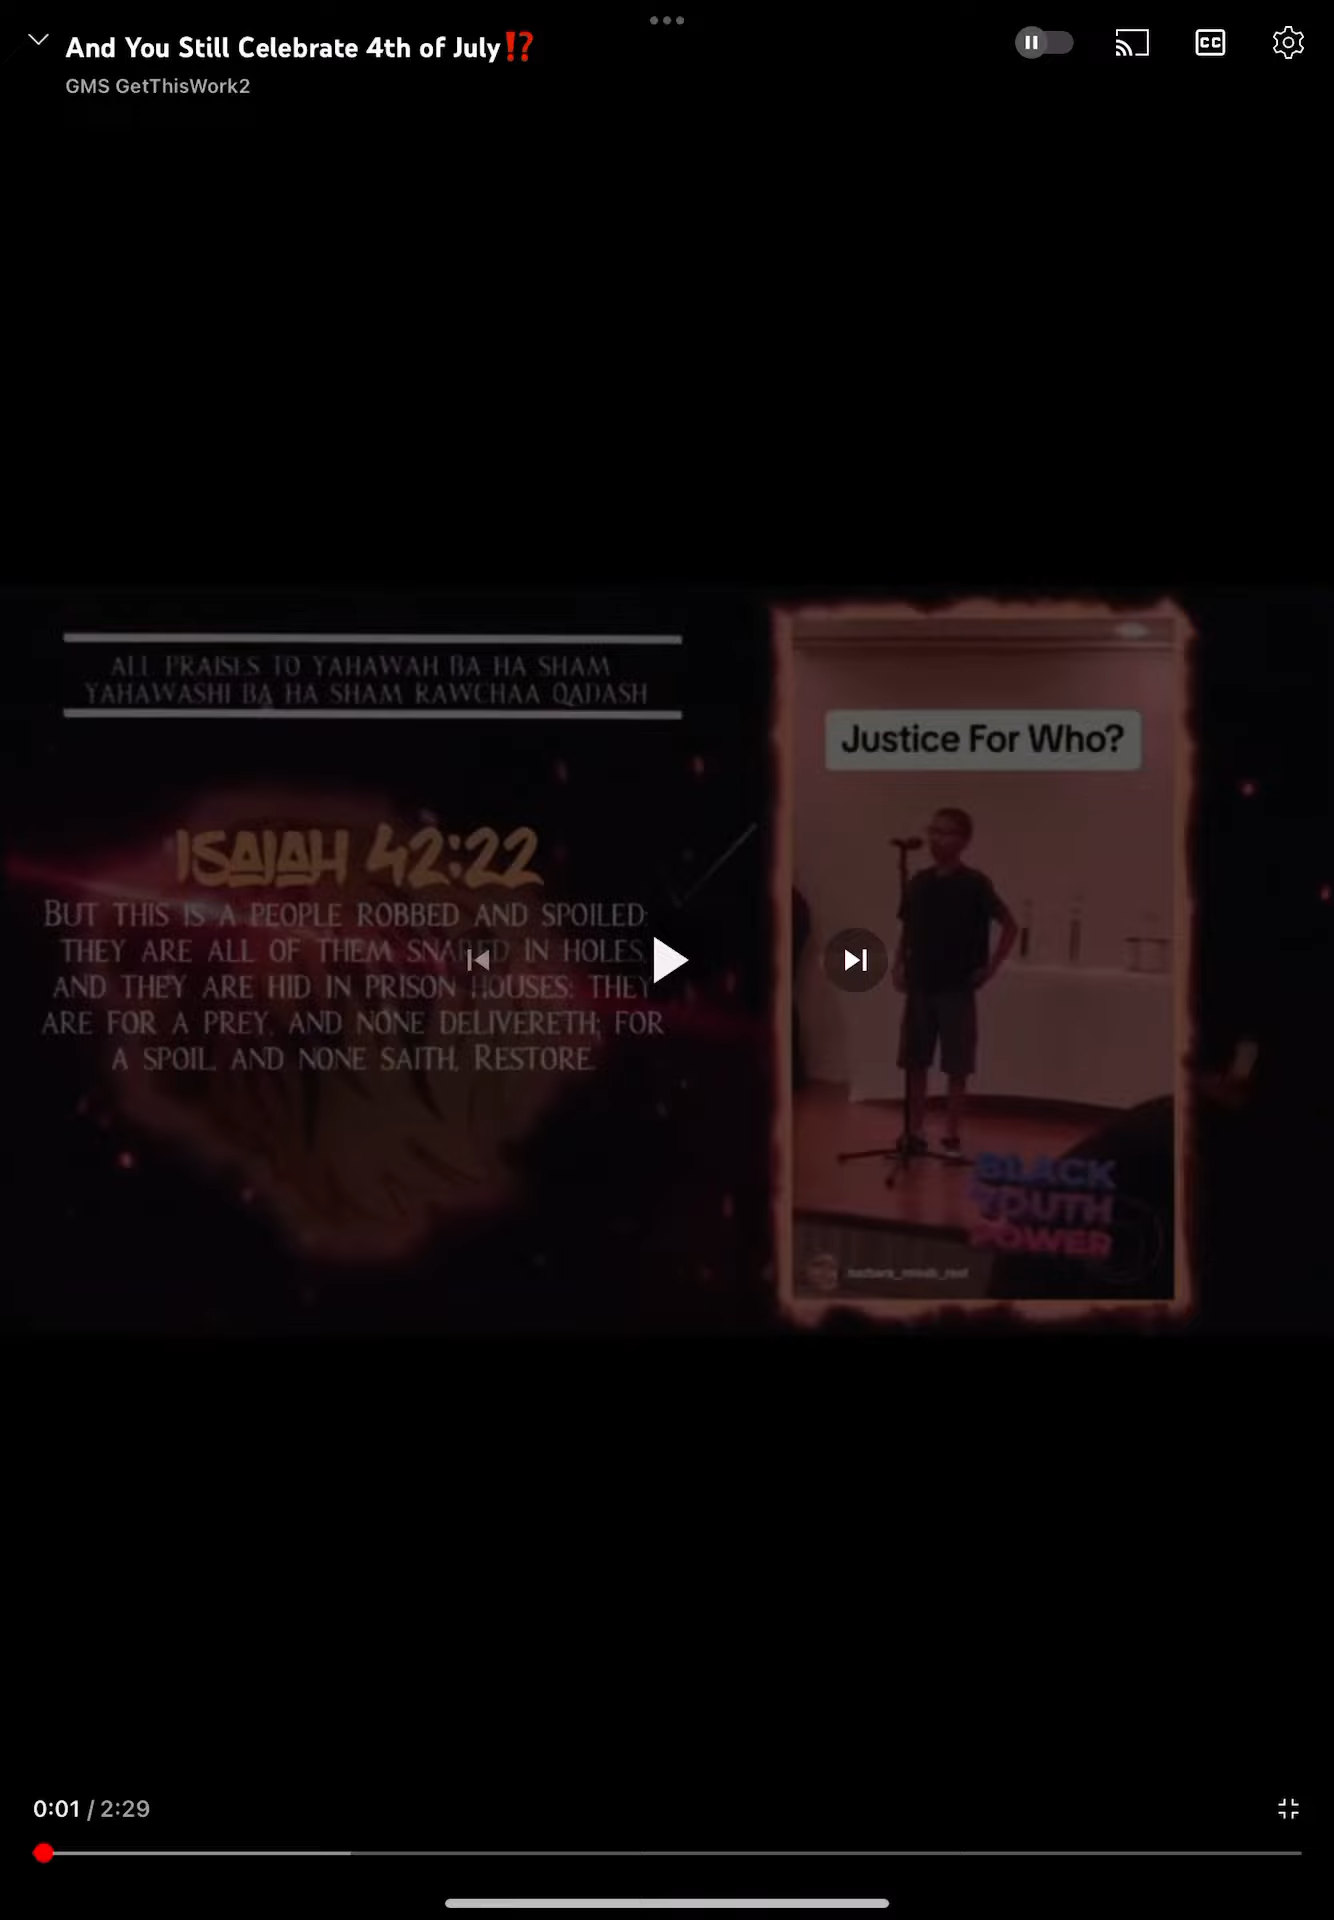 And You Still Celebrate 4th of July⁉️
GMS GetThisWork2
CC
ALL PRAISES TO YAHAWAH BA HA SHAM
YAHAWASHI BA HA SHAM RAWCHAA QADASH
ISAIAH 42:22
BUT THIS IS A PEOPLE ROBBED AND SPOILED;
THEY ARE ALL OF THEM SNARED IN HOLES,
AND THEY ARE HID IN PRISON HOUSES: THEY
ARE FOR A PREY, AND NONE DELIVERETH; FOR
A SPOIL, AND NONE SAITH, RESTORE.
Justice For Who?
BLACK
YOUTH
POWER
0:01 / 2:29